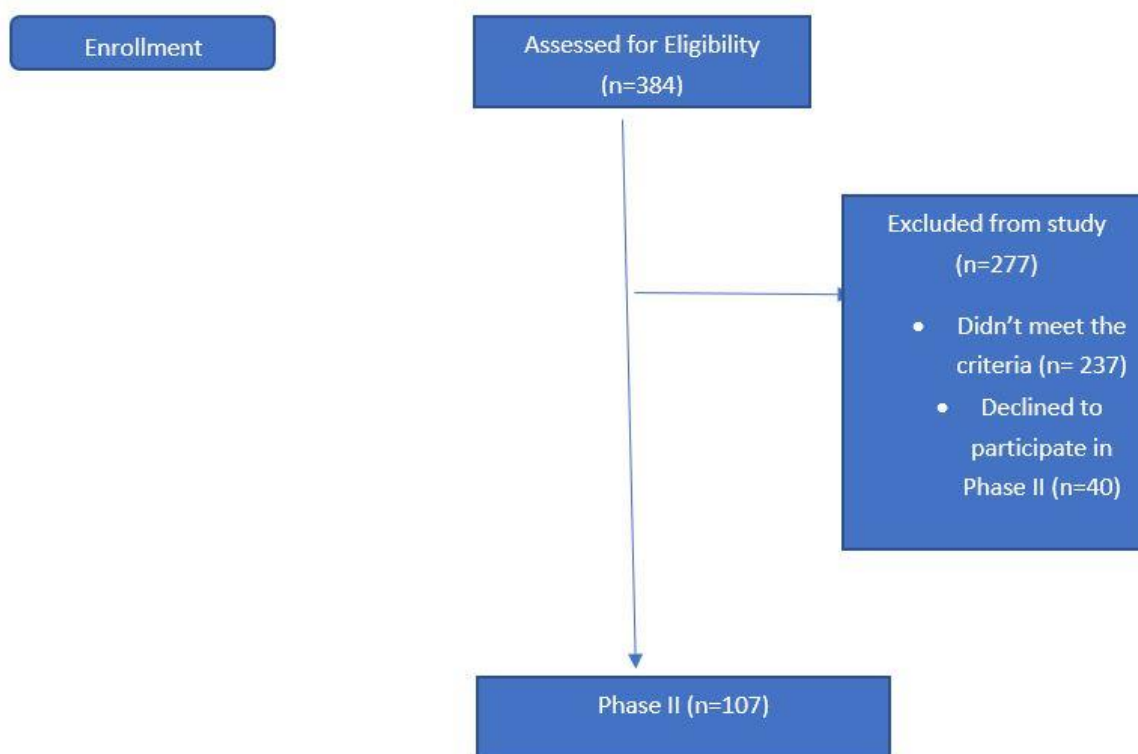 Enrollment
Assessed for Eligibility
(n=384)
Excluded from study
(n=277)
• Didn’t meet the
criteria (n= 237)
• Declined to
participate in
Phase II (n=40)
Phase II (n=107)